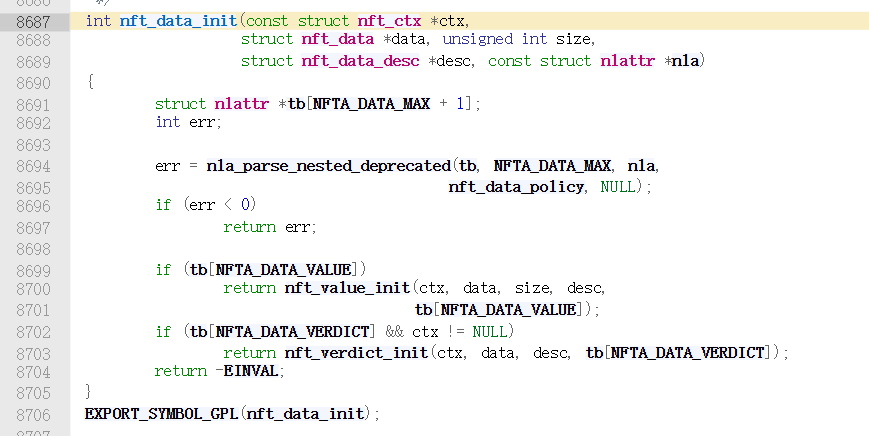 */
8687 int nft_data_init(const struct nft_ctx *ctx,
8688 struct nft_data *data, unsigned int size,
8689 struct nft_data_desc *desc, const struct nlattr *nla)
8690 {
8691 struct nlattr *tb[NFTA_DATA_MAX + 1];
8692 int err;
8693
8694 err = nla_parse_nested_deprecated(tb, NFTA_DATA_MAX, nla,
8695 nft_data_policy, NULL);
8696 if (err < 0)
8697 return err;
8698
8699 if (tb[NFTA_DATA_VALUE])
8700 return nft_value_init(ctx, data, size, desc,
8701 tb[NFTA_DATA_VALUE]);
8702 if (tb[NFTA_DATA_VERDICT] && ctx != NULL)
8703 return nft_verdict_init(ctx, data, desc, tb[NFTA_DATA_VERDICT]);
8704 return -EINVAL;
8705 }
8706 EXPORT_SYMBOL_GPL(nft_data_init);